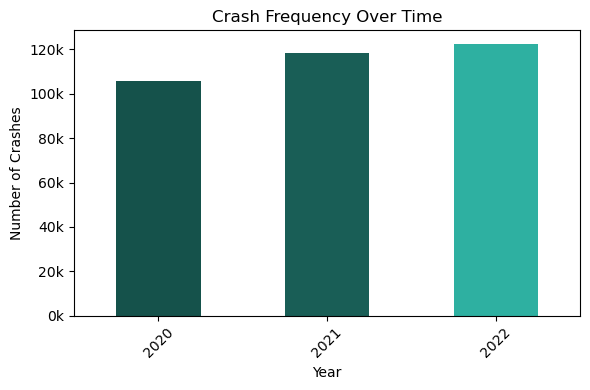 Crash Frequency Over Time
120k
100k
80k
60k
40k
20k
0k
Number of Crashes
2020
2021
2022
Year